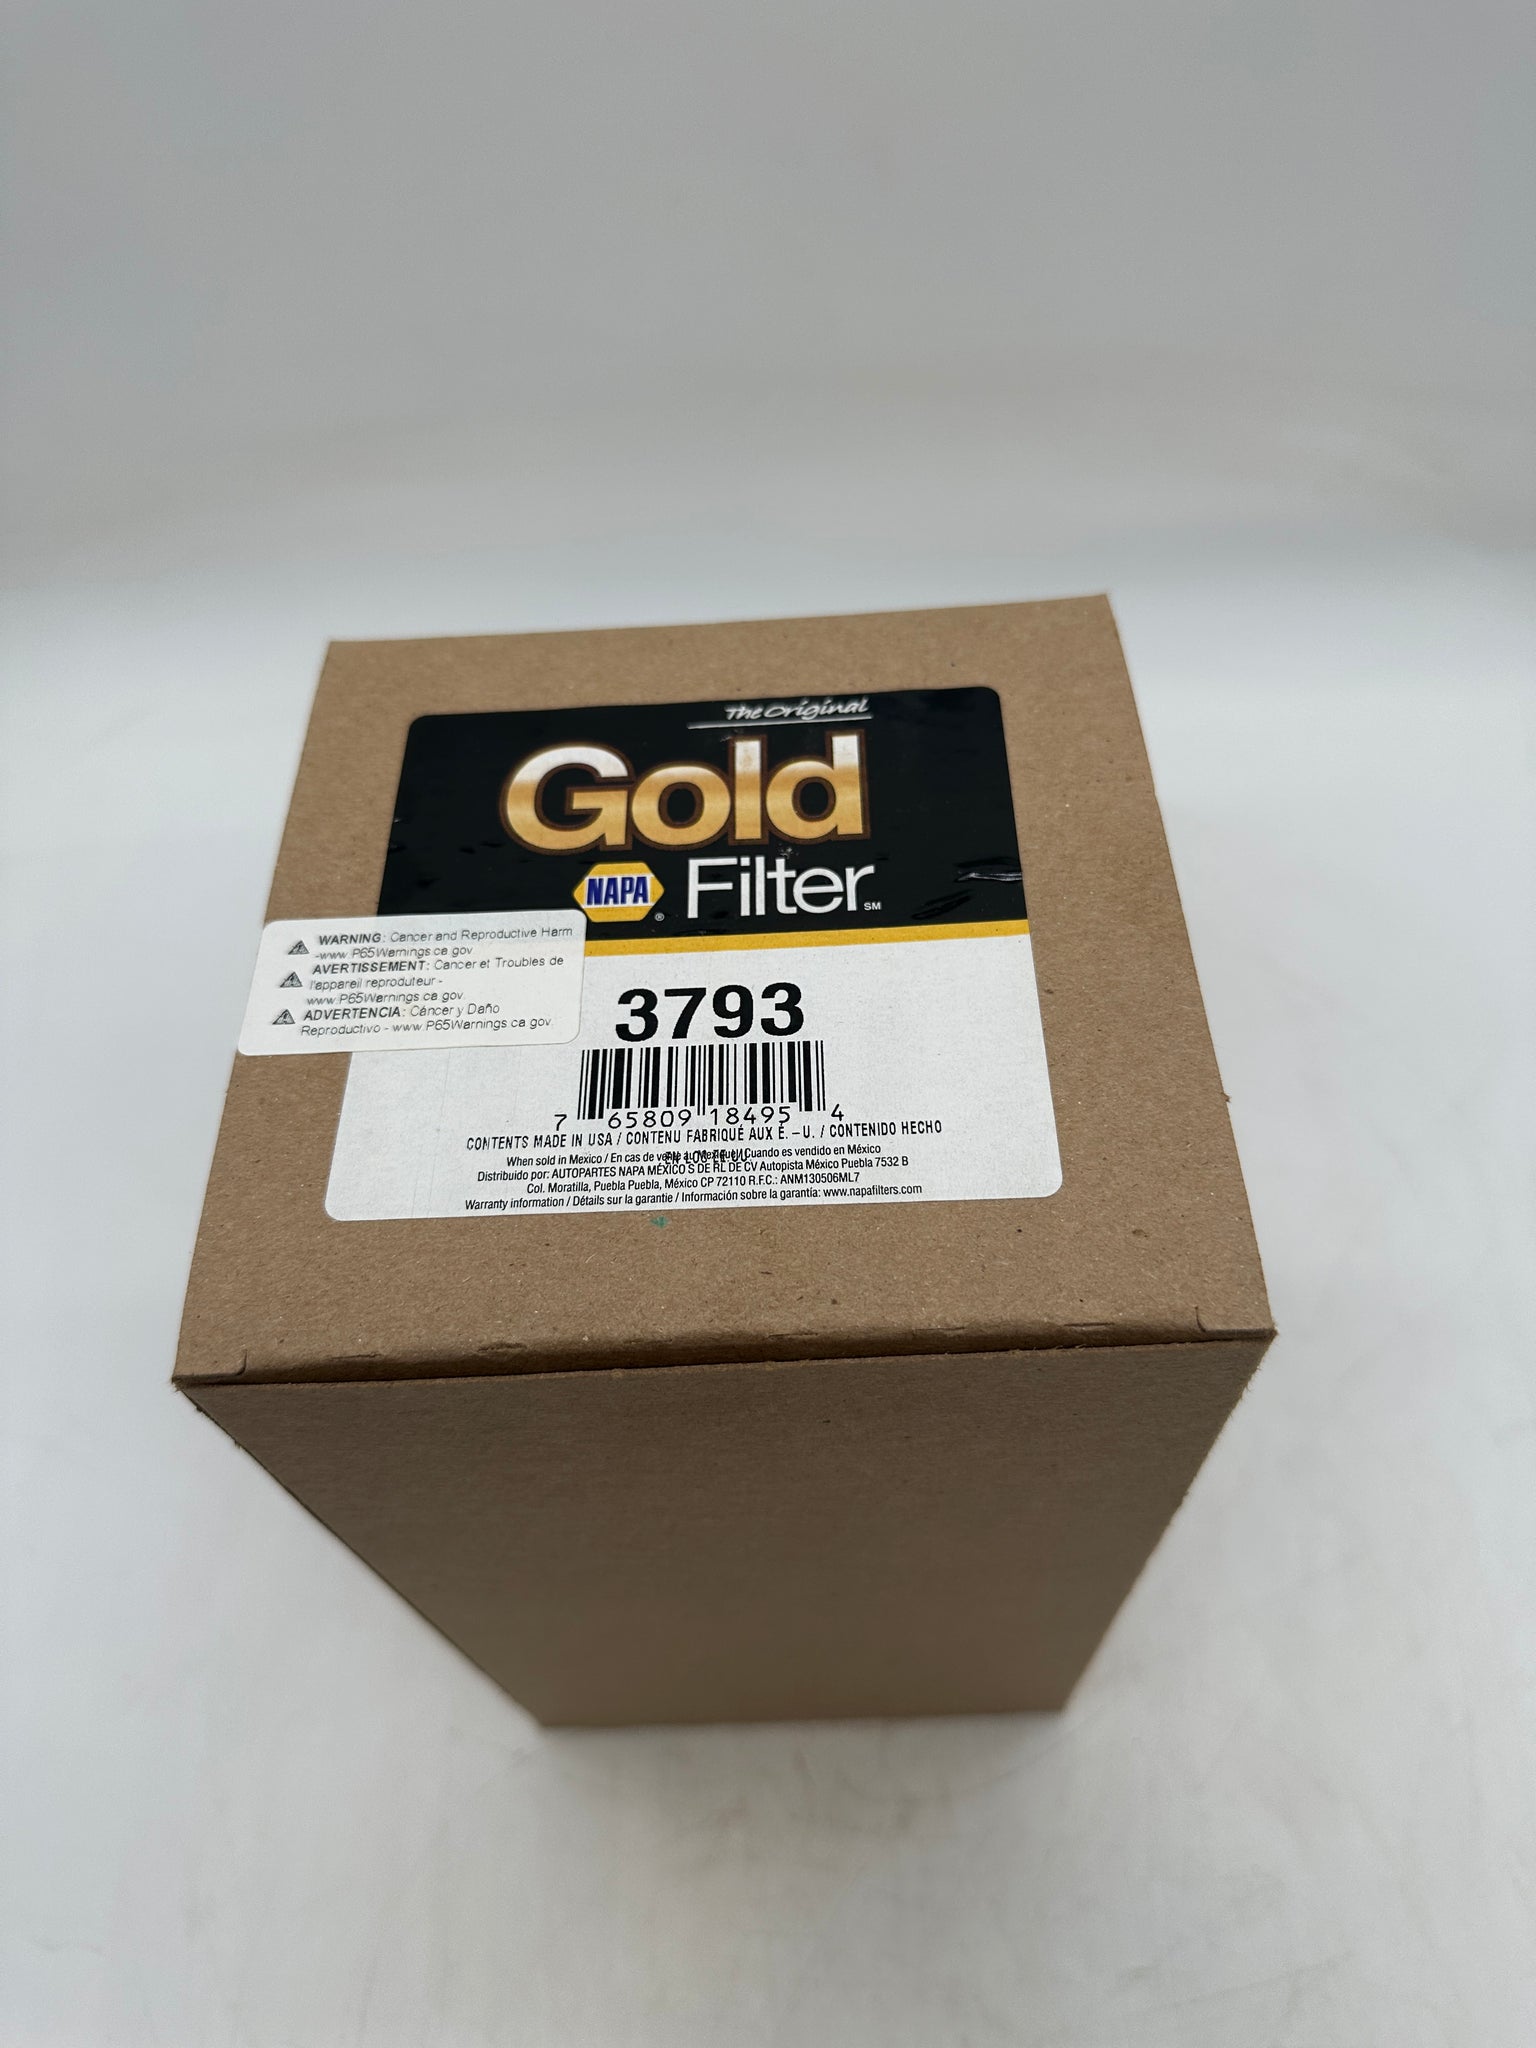 The Original
Gold
NAPA ® Filter SM
WARNING: Cancer and Reproductive Harm
-www.P65Warnings.ca.gov
AVERTISSEMENT: Cancer et Troubles de
l'appareil reproduteur -
www.P65Warnings.ca.gov
ADVERTENCIA: Cáncer y Daño
Reproductivo - www.P65Warnings.ca.gov
3793
7 65809 18495 4
CONTENTS MADE IN USA / CONTENU FABRIQUÉ AUX É.-U. / CONTENIDO HECHO
EN LOS EE.UU.
When sold in Mexico / En cas de vente au Mexique / Cuando es vendido en México
Distribuido por: AUTOPARTES NAPA MÉXICO S DE RL DE CV Autopista México Puebla 7532 B
Col. Moratilla, Puebla Puebla, México CP 72110 R.F.C.: ANM130506ML7
Warranty information / Détails sur la garantie / Información sobre la garantía: www.napafilters.com